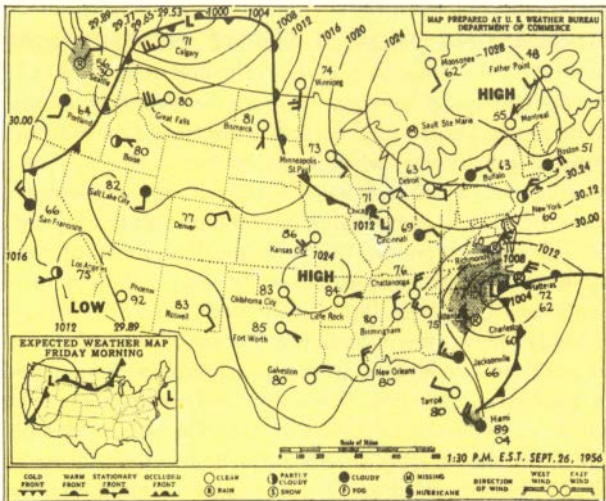 29.89 29.77 29.65 29.53 1000 1004 1008 1012 1016 1020 1024 1028
MAP PREPARED AT U. S. WEATHER BUREAU
DEPARTMENT OF COMMERCE
71
Calgary
56
Seattle
74
Winnipeg
Moosonee
62
48
Father Point
HIGH
64
Portland
80
Great Falls
81
Bismarck
Sault Ste Marie
55
Montreal
30.00
80
Boise
Minneapolis-
St Paul
73
63
Detroit
63
Buffalo
Boston 51
30.24
30.12
82
Salt Lake City
71
Chicago
L
1012
New York
60
30.00
66
San Francisco
77
Denver
86
Kansas City
69
Cincinnati
Richmond
1012
1008
1016
1024
HIGH
76
Chattanooga
L
1004
Hatteras
72
62
Los Angeles
75
Phoenix
92
83
Roswell
83
Oklahoma City
84
Little Rock
80
Birmingham
75
Charleston
60
LOW
1012
29.89
85
Fort Worth
Jacksonville
66
Galveston
80
New Orleans
80
Tampa
80
Miami
89
04
EXPECTED WEATHER MAP
FRIDAY MORNING
L
L
Scale of Miles
1:30 P.M. E.S.T. SEPT. 26, 1956
COLD FRONT
WARM FRONT
STATIONARY FRONT
OCCLUDED FRONT
CLEAR
PARTLY CLOUDY
CLOUDY
MISSING
RAIN
SNOW
FOG
HURRICANE
DIRECTION OF WIND
WEST WIND
EAST WIND